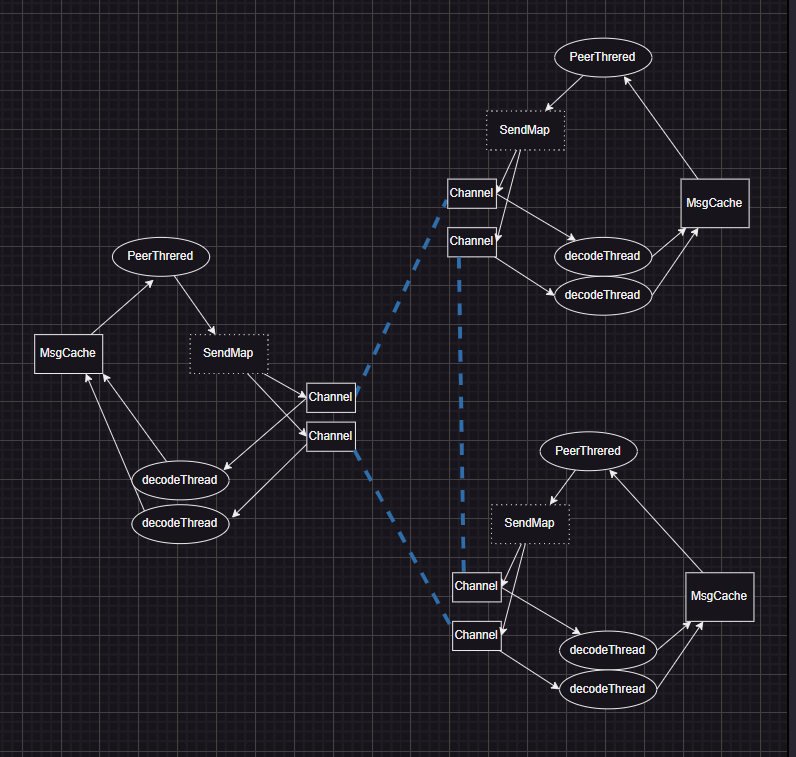 PeerThrered
SendMap
Channel
MsgCache
Channel
decodeThread
decodeThread
PeerThrered
MsgCache
SendMap
Channel
Channel
decodeThread
decodeThread
PeerThrered
SendMap
Channel
MsgCache
Channel
decodeThread
decodeThread